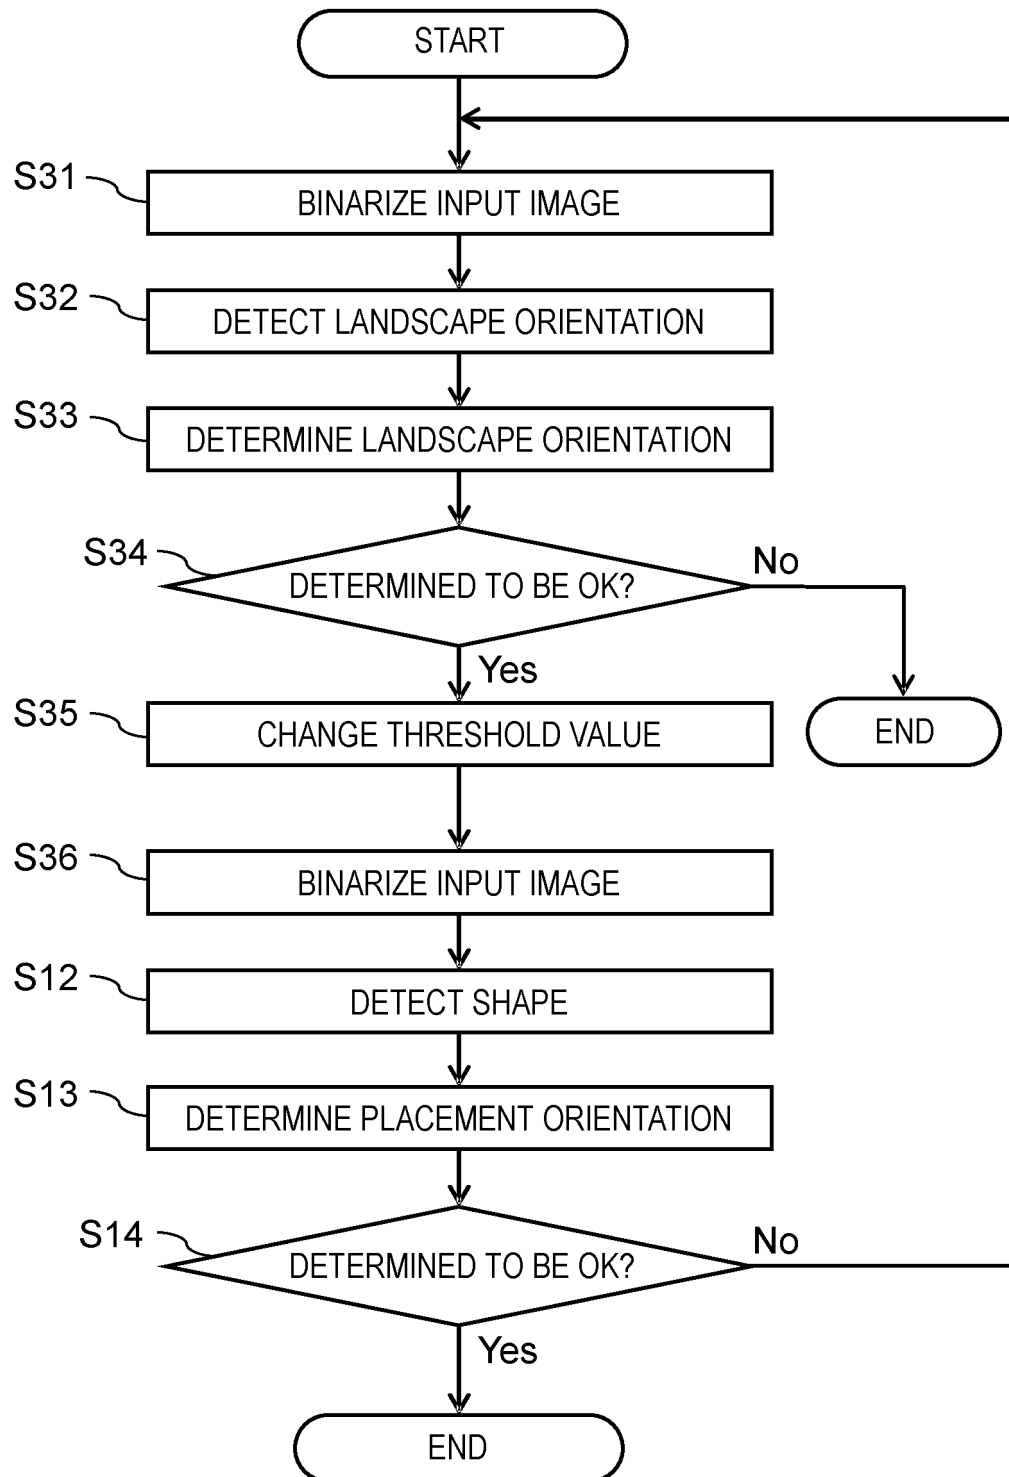 START
S31
BINARIZE INPUT IMAGE
S32
DETECT LANDSCAPE ORIENTATION
S33
DETERMINE LANDSCAPE ORIENTATION
S34
DETERMINED TO BE OK?
No
Yes
S35
CHANGE THRESHOLD VALUE
END
S36
BINARIZE INPUT IMAGE
S12
DETECT SHAPE
S13
DETERMINE PLACEMENT ORIENTATION
S14
DETERMINED TO BE OK?
No
Yes
END